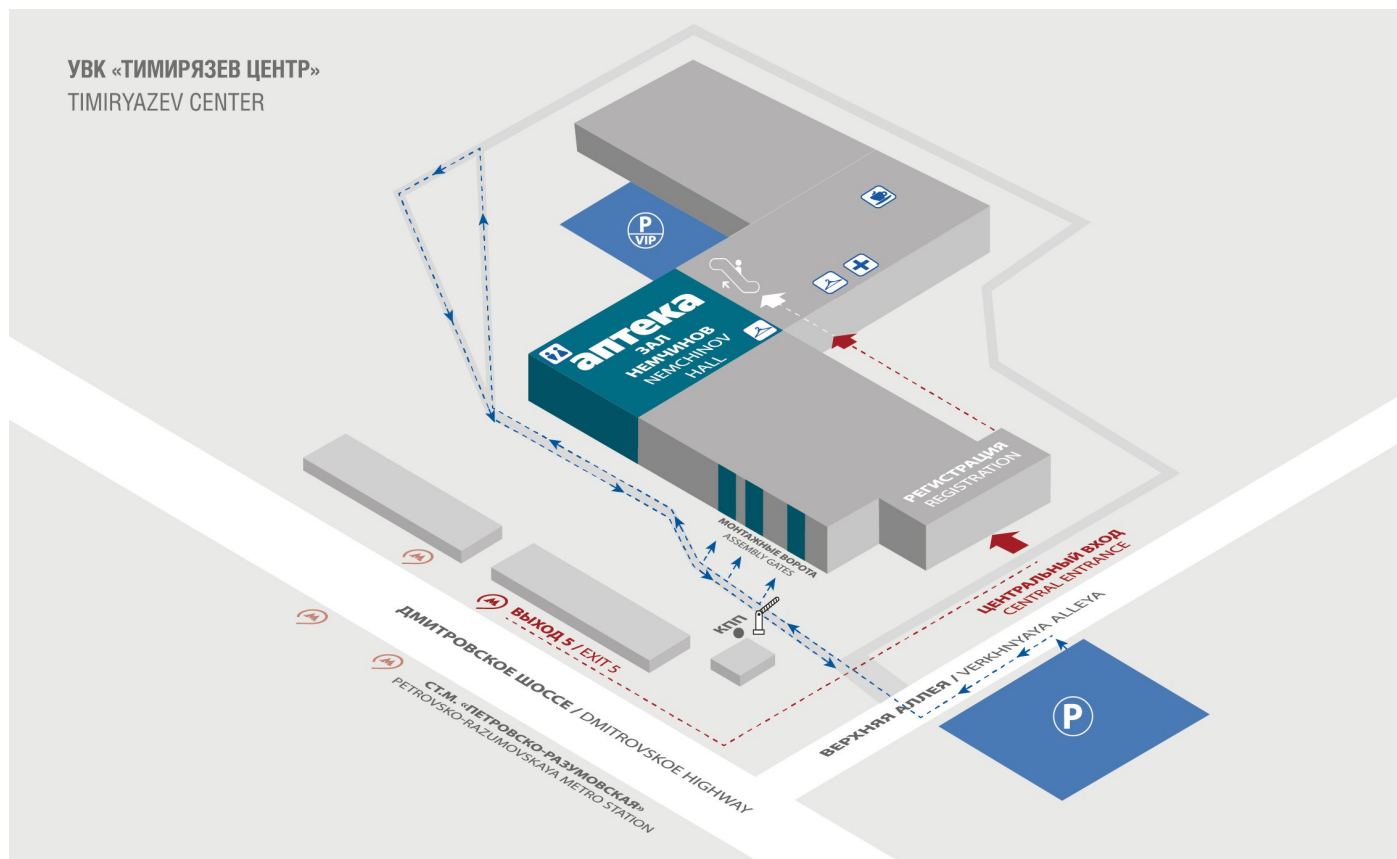 УВК «ТИМИРЯЗЕВ ЦЕНТР»
TIMIRYAZEV CENTER
P
VIP
аптека
ЗАЛ
НЕМЧИНОВ
NEMCHINOV
HALL
РЕГИСТРАЦИЯ
REGISTRATION
МОНТАЖНЫЕ ВОРОТА
ASSEMBLY GATES
ЦЕНТРАЛЬНЫЙ ВХОД
CENTRAL ENTRANCE
КПП
ВЫХОД 5 / EXIT 5
ДМИТРОВСКОЕ ШОССЕ / DMITROVSKOE HIGHWAY
ВЕРХНЯЯ АЛЛЕЯ / VERKHNYAYA ALLEYA
P
СТ.М. «ПЕТРОВСКО-РАЗУМОВСКАЯ»
PETROVSKO-RAZUMOVSKAYA METRO STATION